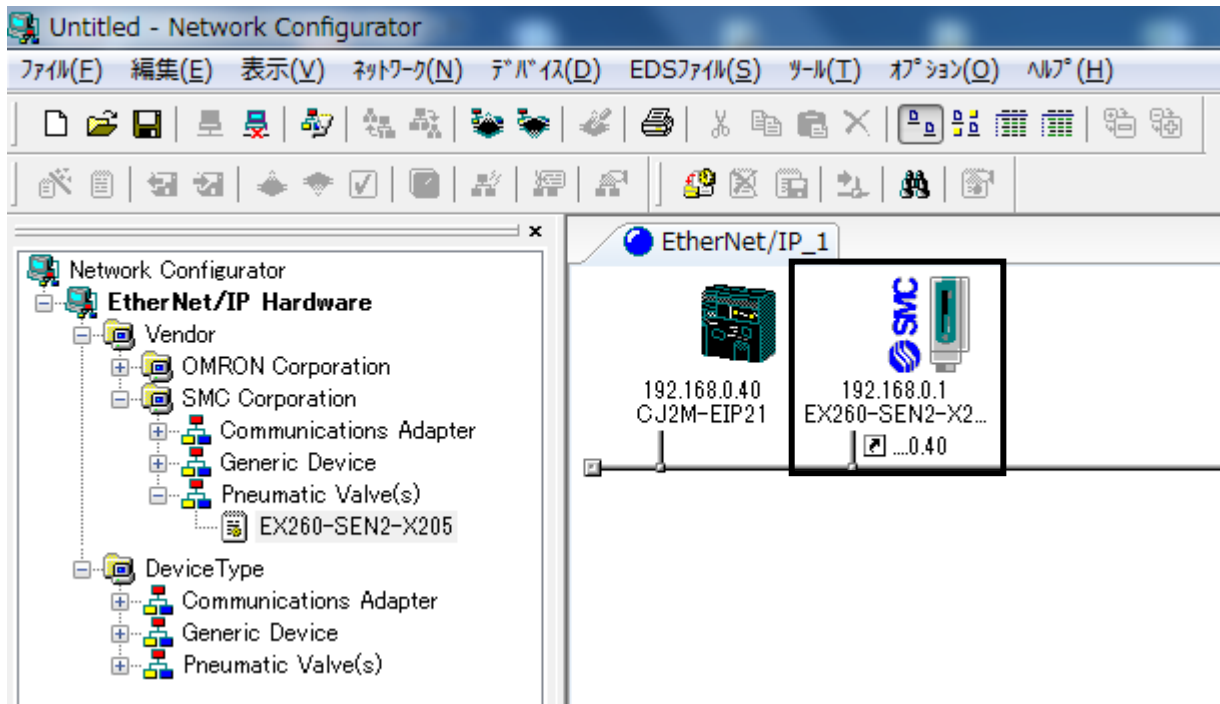 Untitled - Network Configurator
ﾌｧｲﾙ(F) 編集(E) 表示(V) ﾈｯﾄﾜｰｸ(N) ﾃﾞﾊﾞｲｽ(D) EDSﾌｧｲﾙ(S) ﾂｰﾙ(T) ｵﾌﾟｼｮﾝ(O) ﾍﾙﾌﾟ(H)
Network Configurator
EtherNet/IP Hardware
Vendor
OMRON Corporation
SMC Corporation
Communications Adapter
Generic Device
Pneumatic Valve(s)
EX260-SEN2-X205
DeviceType
Communications Adapter
Generic Device
Pneumatic Valve(s)
EtherNet/IP_1
192.168.0.40
CJ2M-EIP21
SMC
192.168.0.1
EX260-SEN2-X2...
....0.40